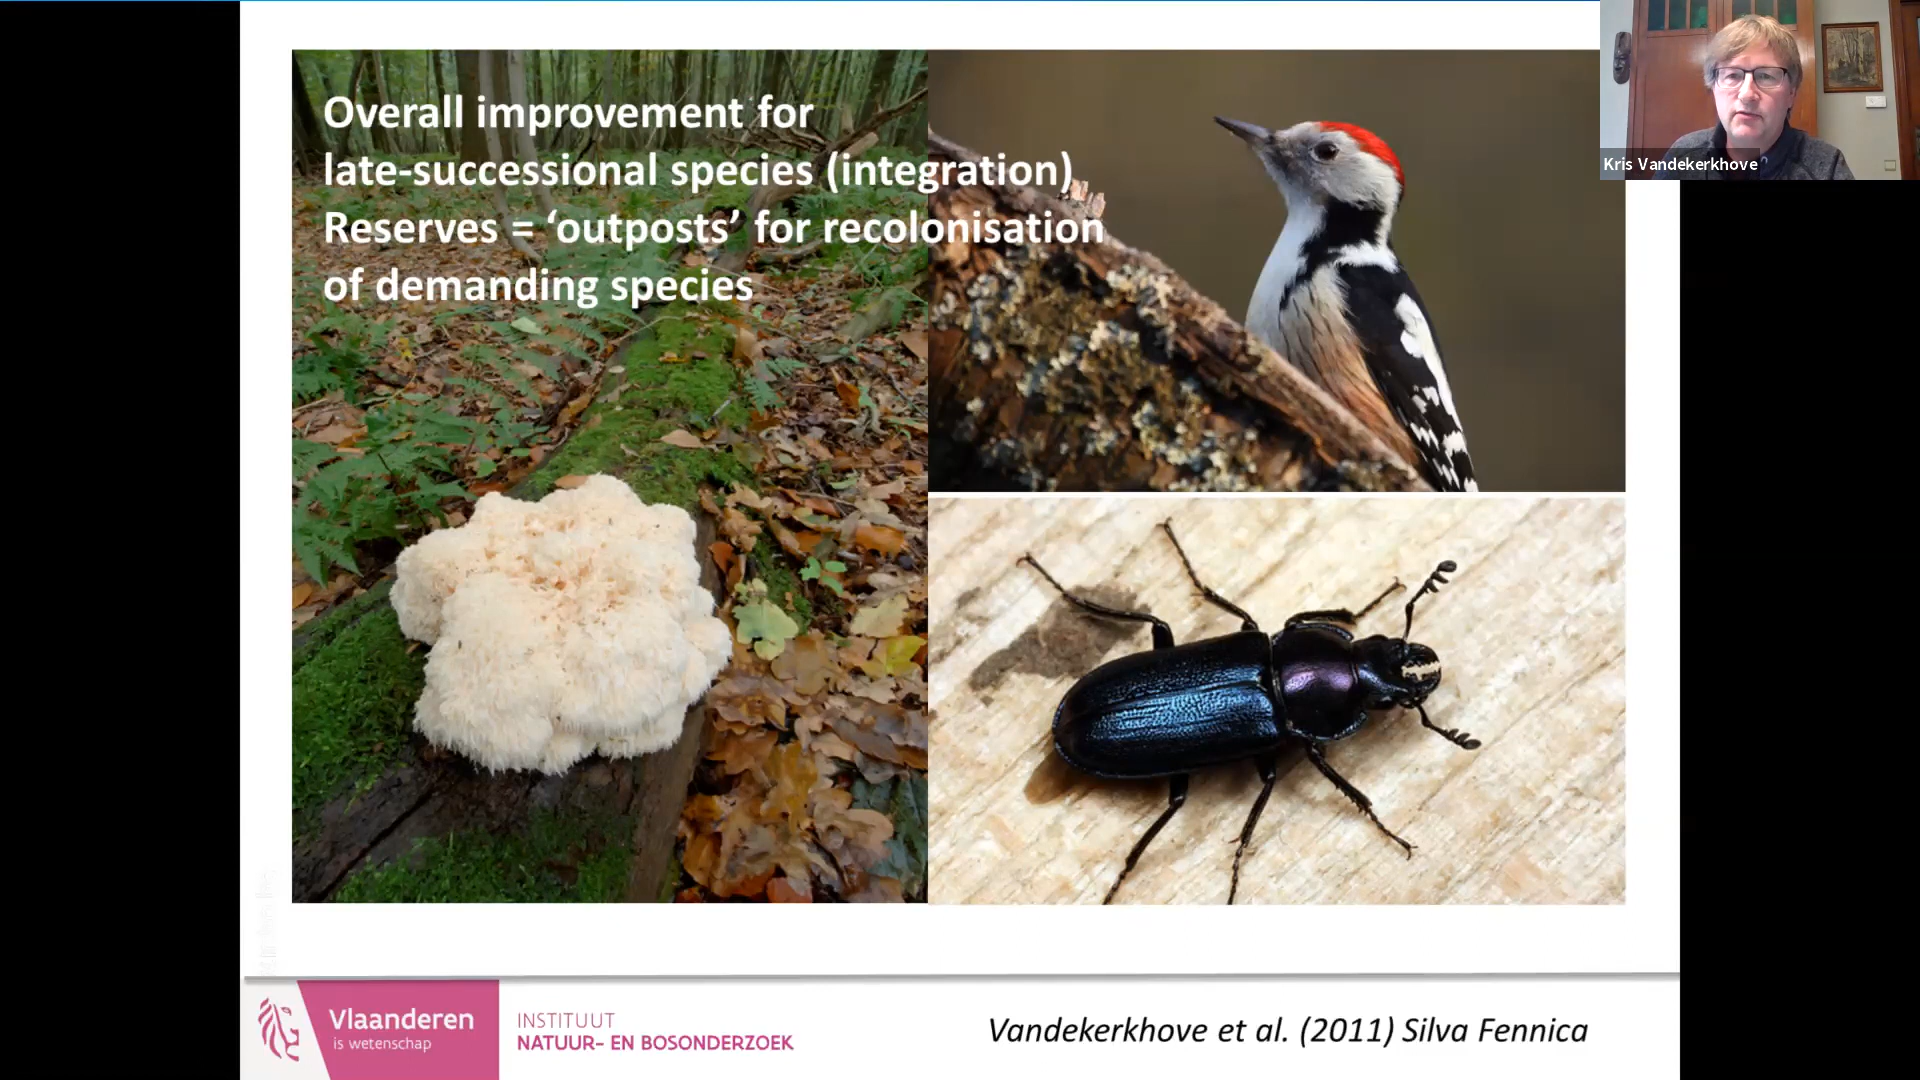 Overall improvement for
late-successional species (integration)
Reserves = ‘outposts’ for recolonisation
of demanding species
Kris Vandekerkhove
Vlaanderen
is wetenschap
INSTITUUT
NATUUR- EN BOSONDERZOEK
Vandekerkhove et al. (2011) Silva Fennica